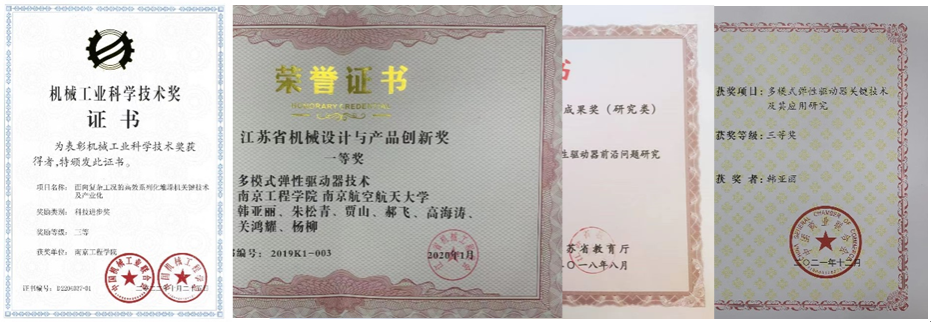 机械工业科学技术奖
证书
为表彰机械工业科学技术奖获
得者,特颁发此证书。
项目名称:面向复杂工况的高效系列化堆垛机关键技术
及产业化
奖励类别:科技进步奖
奖励等级:三等
获奖单位:南京工程学院
证书编号:
荣誉证书
江苏省机械设计与产品创新奖
一等奖
多模式弹性驱动器技术
南京工程学院 南京航空航天大学
韩亚丽、朱松青、贾山、郝飞、高海涛、
关鸿耀、杨柳
书编号: 2019K1-003
2020年1月
书
成果奖(研究类)
性驱动器前沿问题研究
苏省教育厅
二〇一八年八月
获奖项目:多模式弹性驱动器关键技术
及其应用研究
获奖等级:三等奖
获奖者:韩亚丽
二〇二一年十二月